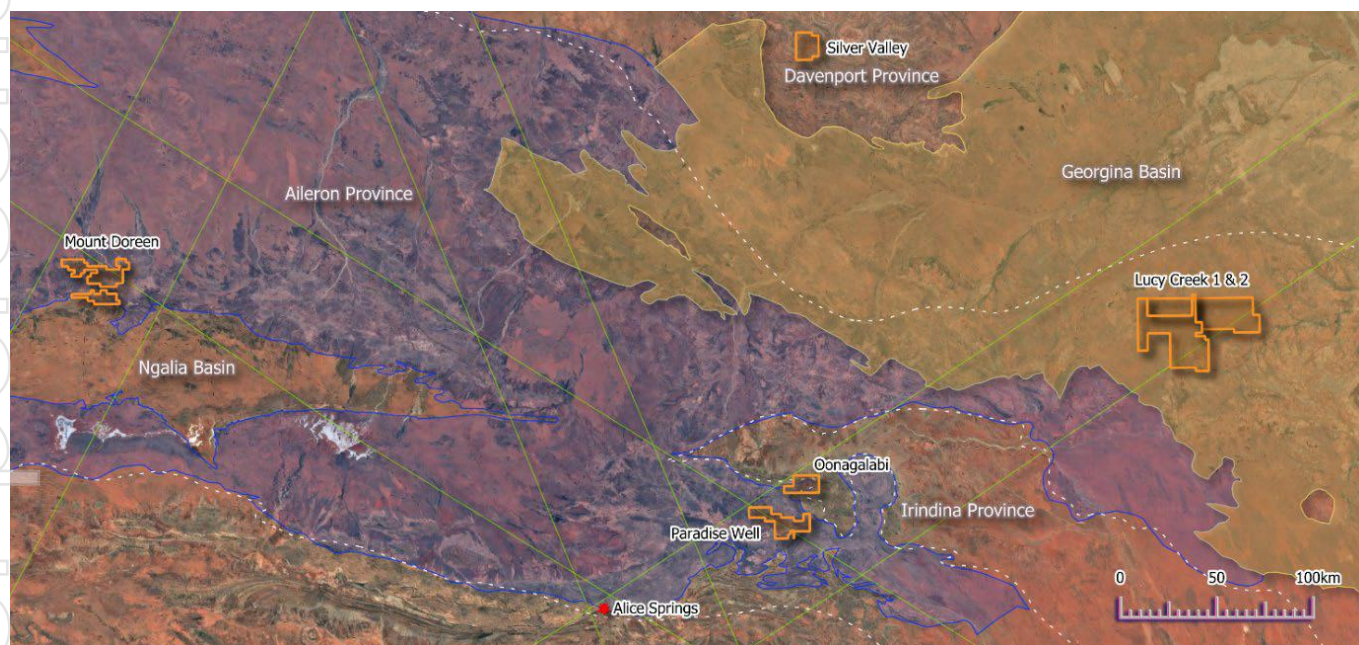 Silver Valley
Davenport Province
Georgina Basin
Aileron Province
Mount Doreen
Lucy Creek 1 & 2
Ngalia Basin
Oonagalabi
Irindina Province
Paradise Well
0 50 100km
Alice Springs